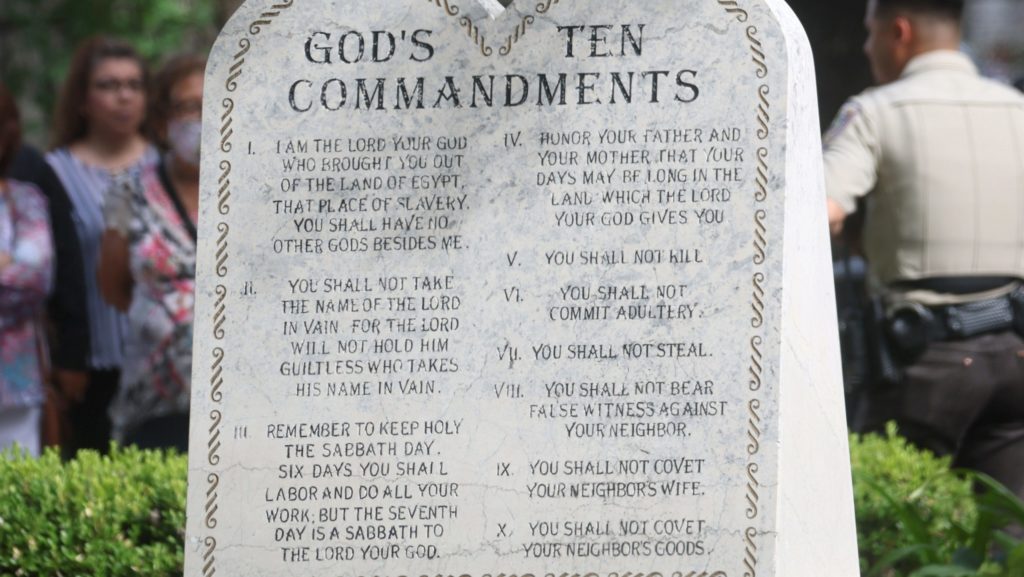 GOD'S TEN
COMMANDMENTS
I. I AM THE LORD YOUR GOD
WHO BROUGHT YOU OUT
OF THE LAND OF EGYPT,
THAT PLACE OF SLAVERY.
YOU SHALL HAVE NO
OTHER GODS BESIDES ME.
II. YOU SHALL NOT TAKE
THE NAME OF THE LORD
IN VAIN. FOR THE LORD
WILL NOT HOLD HIM
GUILTLESS WHO TAKES
HIS NAME IN VAIN.
III. REMEMBER TO KEEP HOLY
THE SABBATH DAY.
SIX DAYS YOU SHALL
LABOR AND DO ALL YOUR
WORK; BUT THE SEVENTH
DAY IS A SABBATH TO
THE LORD YOUR GOD.
IV. HONOR YOUR FATHER AND
YOUR MOTHER, THAT YOUR
DAYS MAY BE LONG IN THE
LAND WHICH THE LORD
YOUR GOD GIVES YOU
V. YOU SHALL NOT KILL
VI. YOU SHALL NOT
COMMIT ADULTERY.
VII. YOU SHALL NOT STEAL.
VIII. YOU SHALL NOT BEAR
FALSE WITNESS AGAINST
YOUR NEIGHBOR.
IX. YOU SHALL NOT COVET
YOUR NEIGHBOR'S WIFE.
X. YOU SHALL NOT COVET
YOUR NEIGHBOR'S GOODS.